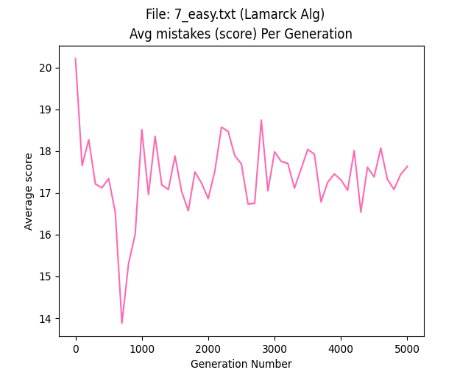 File: 7_easy.txt (Lamarck Alg)
Avg mistakes (score) Per Generation
Average score
20
19
18
17
16
15
14
0 1000 2000 3000 4000 5000
Generation Number